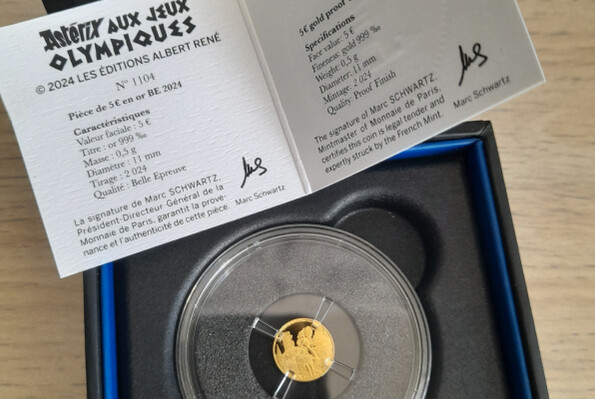 Astérix AUX JEUX
OLYMPIQUES
© 2024 LES ÉDITIONS ALBERT RENÉ
N° 1104
Pièce de 5 € en or BE 2024
Caractéristiques
Valeur faciale : 5 €
Titre : or 999 ‰
Masse : 0,5 g
Diamètre : 11 mm
Tirage : 2 024
Qualité : Belle Epreuve
La signature de Marc SCHWARTZ,
Président-Directeur Général de la
Monnaie de Paris, garantit la prove-
nance et l'authenticité de cette pièce.
Marc Schwartz
5 € gold proof
Specifications
Face value: 5 €
Fineness: gold 999 ‰
Weight: 0,5 g
Diameter: 11 mm
Mintage: 2 024
Quality: Proof Finish
The signature of Marc SCHWARTZ,
Mintmaster of Monnaie de Paris,
certifies this coin is legal tender and
expertly struck by the French Mint.
Marc Schwartz